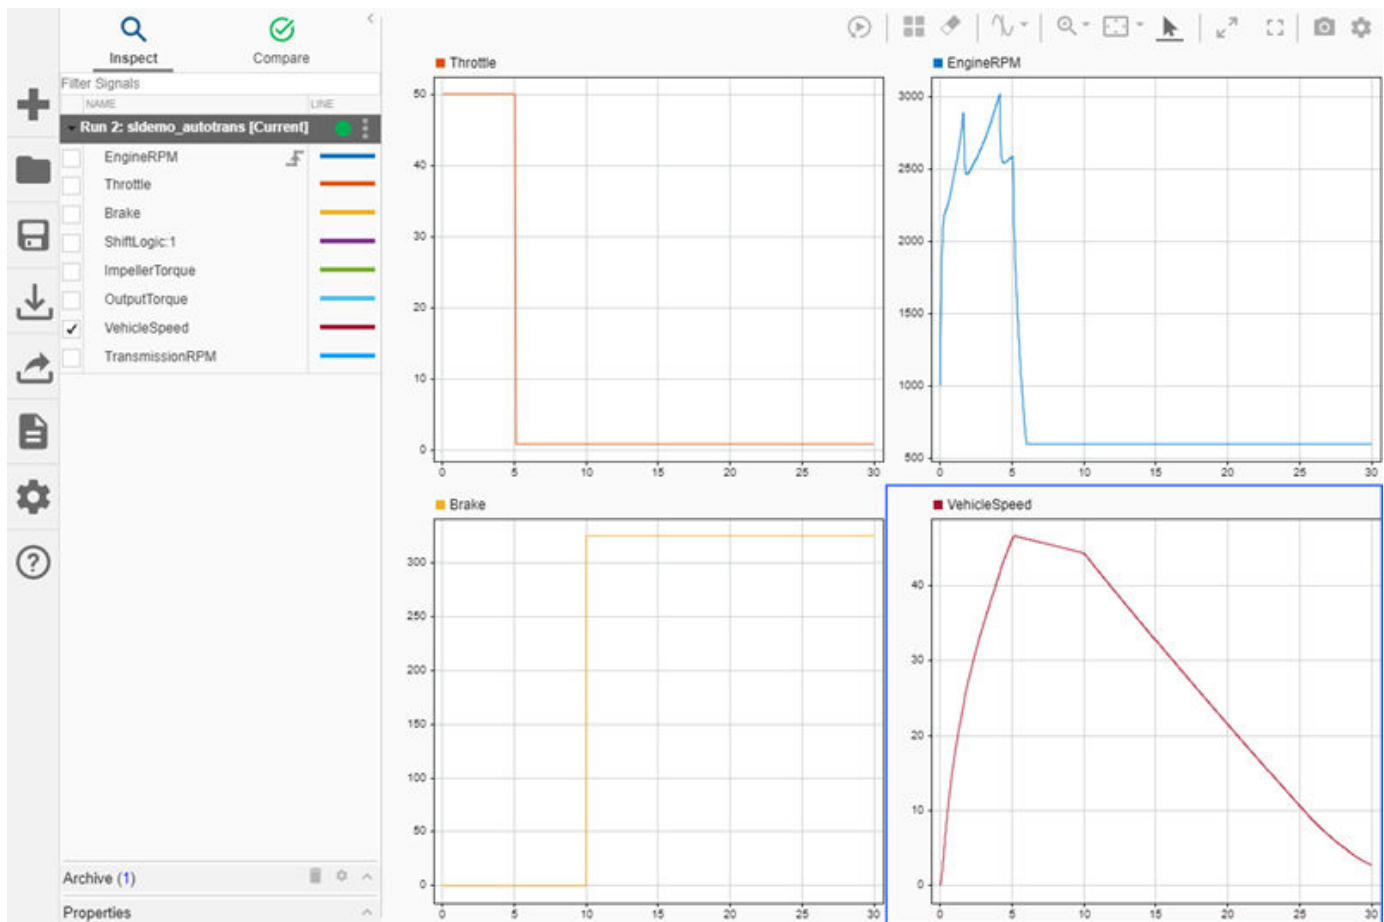 Inspect
Compare
Filter Signals
NAME
LINE
Run 2: sldemo_autotrans [Current]
EngineRPM
Throttle
Brake
ShiftLogic:1
ImpellerTorque
OutputTorque
VehicleSpeed
TransmissionRPM
Archive (1)
Properties
Throttle
50
40
30
20
10
0
0 5 10 15 20 25 30
EngineRPM
3000
2500
2000
1500
1000
500
0 5 10 15 20 25 30
Brake
300
250
200
150
100
50
0
0 5 10 15 20 25 30
VehicleSpeed
40
30
20
10
0
0 5 10 15 20 25 30